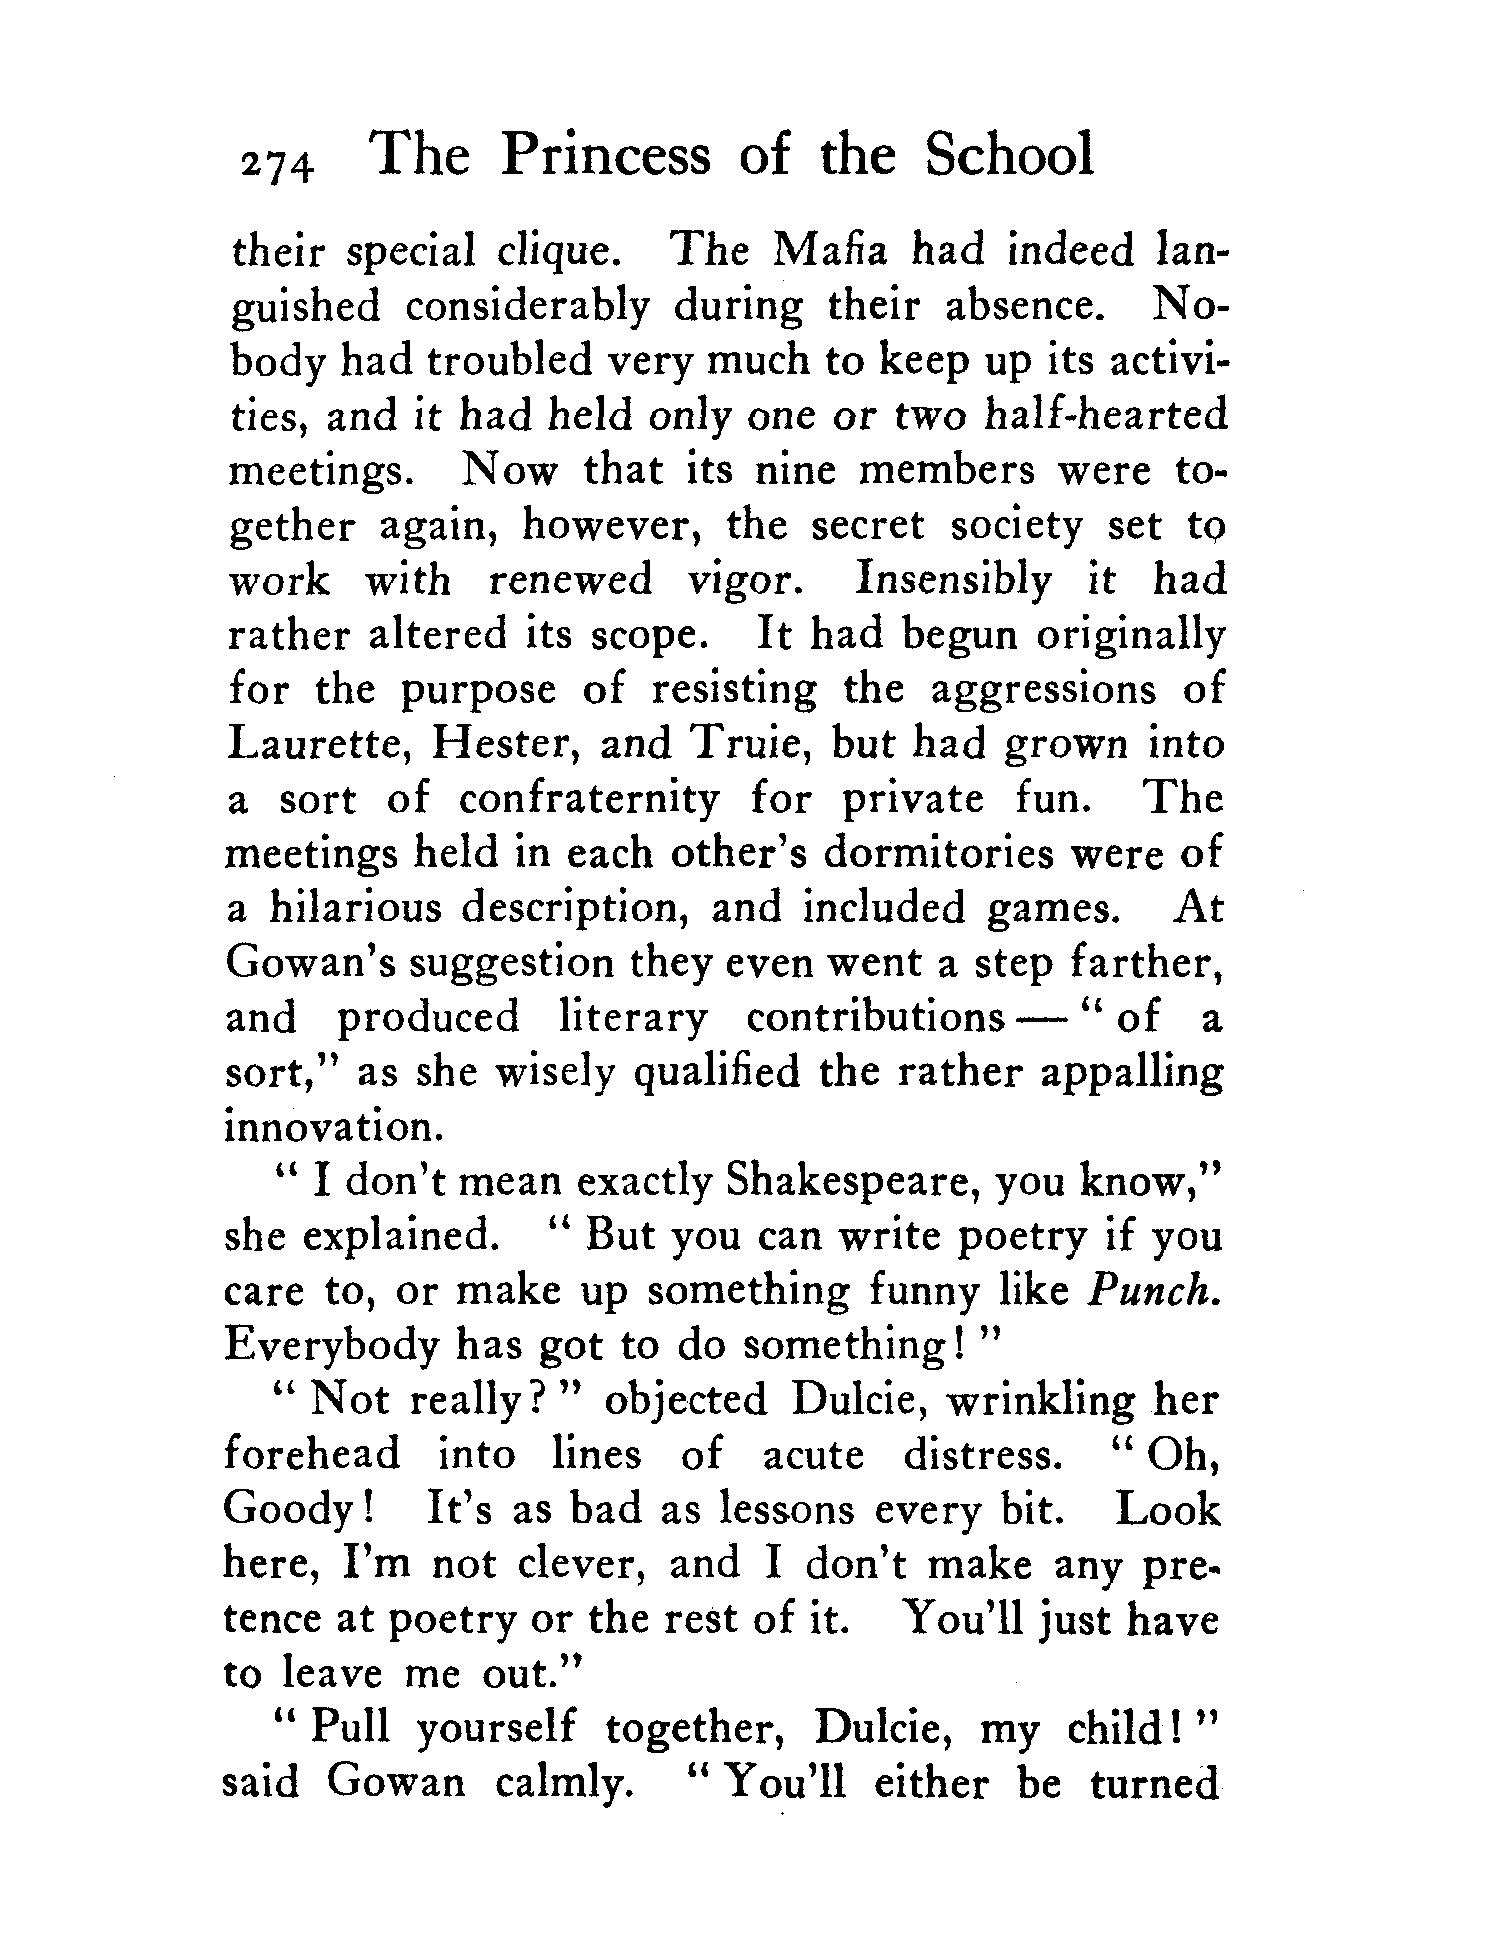 274 The Princess of the School
their special clique. The Mafia had indeed lan-
guished considerably during their absence. No-
body had troubled very much to keep up its activi-
ties, and it had held only one or two half-hearted
meetings. Now that its nine members were to-
gether again, however, the secret society set to
work with renewed vigor. Insensibly it had
rather altered its scope. It had begun originally
for the purpose of resisting the aggressions of
Laurette, Hester, and Truie, but had grown into
a sort of confraternity for private fun. The
meetings held in each other's dormitories were of
a hilarious description, and included games. At
Gowan's suggestion they even went a step farther,
and produced literary contributions — “ of a
sort,” as she wisely qualified the rather appalling
innovation.
“ I don't mean exactly Shakespeare, you know,”
she explained. “ But you can write poetry if you
care to, or make up something funny like Punch.
Everybody has got to do something! ”
“ Not really? ” objected Dulcie, wrinkling her
forehead into lines of acute distress. “ Oh,
Goody! It's as bad as lessons every bit. Look
here, I'm not clever, and I don't make any pre-
tence at poetry or the rest of it. You'll just have
to leave me out.”
“ Pull yourself together, Dulcie, my child! ”
said Gowan calmly. “ You'll either be turned